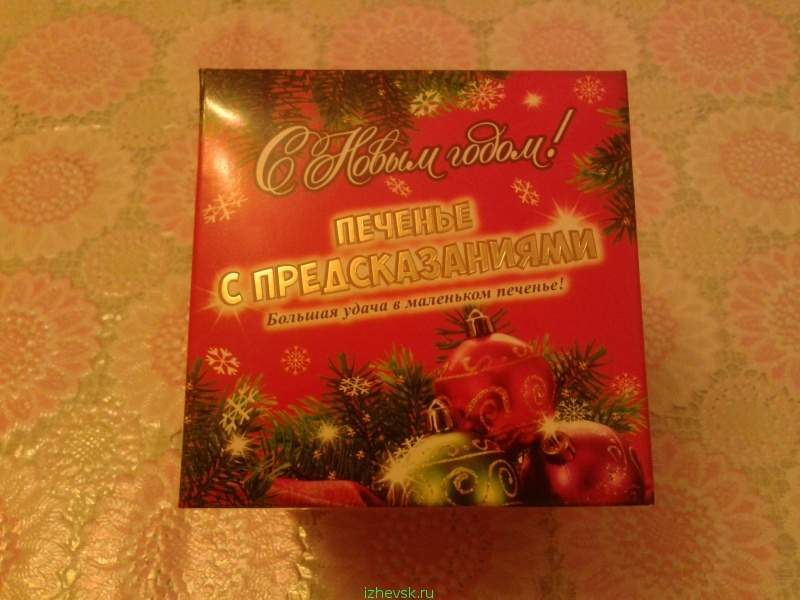 С Новым годом!
ПЕЧЕНЬЕ
С ПРЕДСКАЗАНИЯМИ
Большая удача в маленьком печенье!
izhevsk.ru